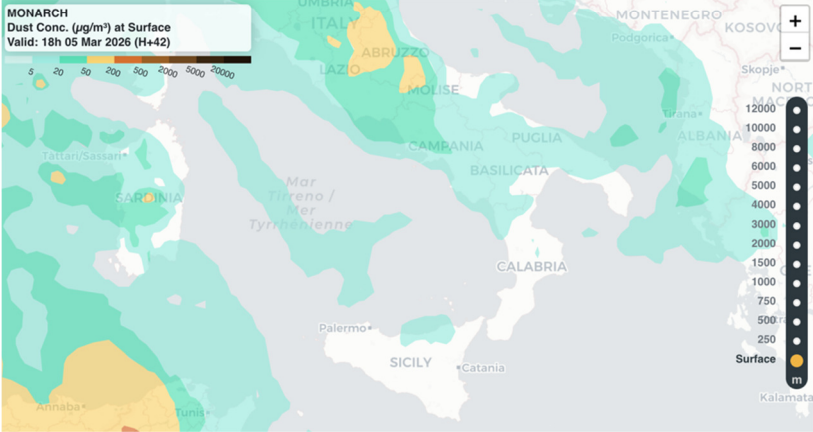 MONARCH
Dust Conc. (µg/m³) at Surface
Valid: 18h 05 Mar 2026 (H+42)
5 20 50 200 500 2000 5000 20000
UMBRIA
ITALY
ABRUZZO
LAZIO
MOLISE
MONTENEGRO
Podgorica
KOSOVO
Skopje
NORTH
Tirana
ALBANIA
PUGLIA
CAMPANIA
BASILICATA
Tattari/Sassari
SARDINIA
Mar
Tirreno /
Mer
Tyrrhénienne
CALABRIA
Palermo
SICILY
Catania
Annaba
Tunis
Kalamata
+
−
12000
10000
8000
6000
5000
4000
3000
2000
1500
1000
750
500
250
Surface
m